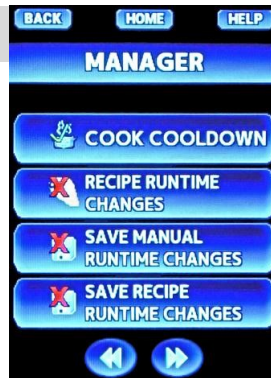 BACK HOME HELP
MANAGER
COOK COOLDOWN
RECIPE RUNTIME
CHANGES
SAVE MANUAL
RUNTIME CHANGES
SAVE RECIPE
RUNTIME CHANGES